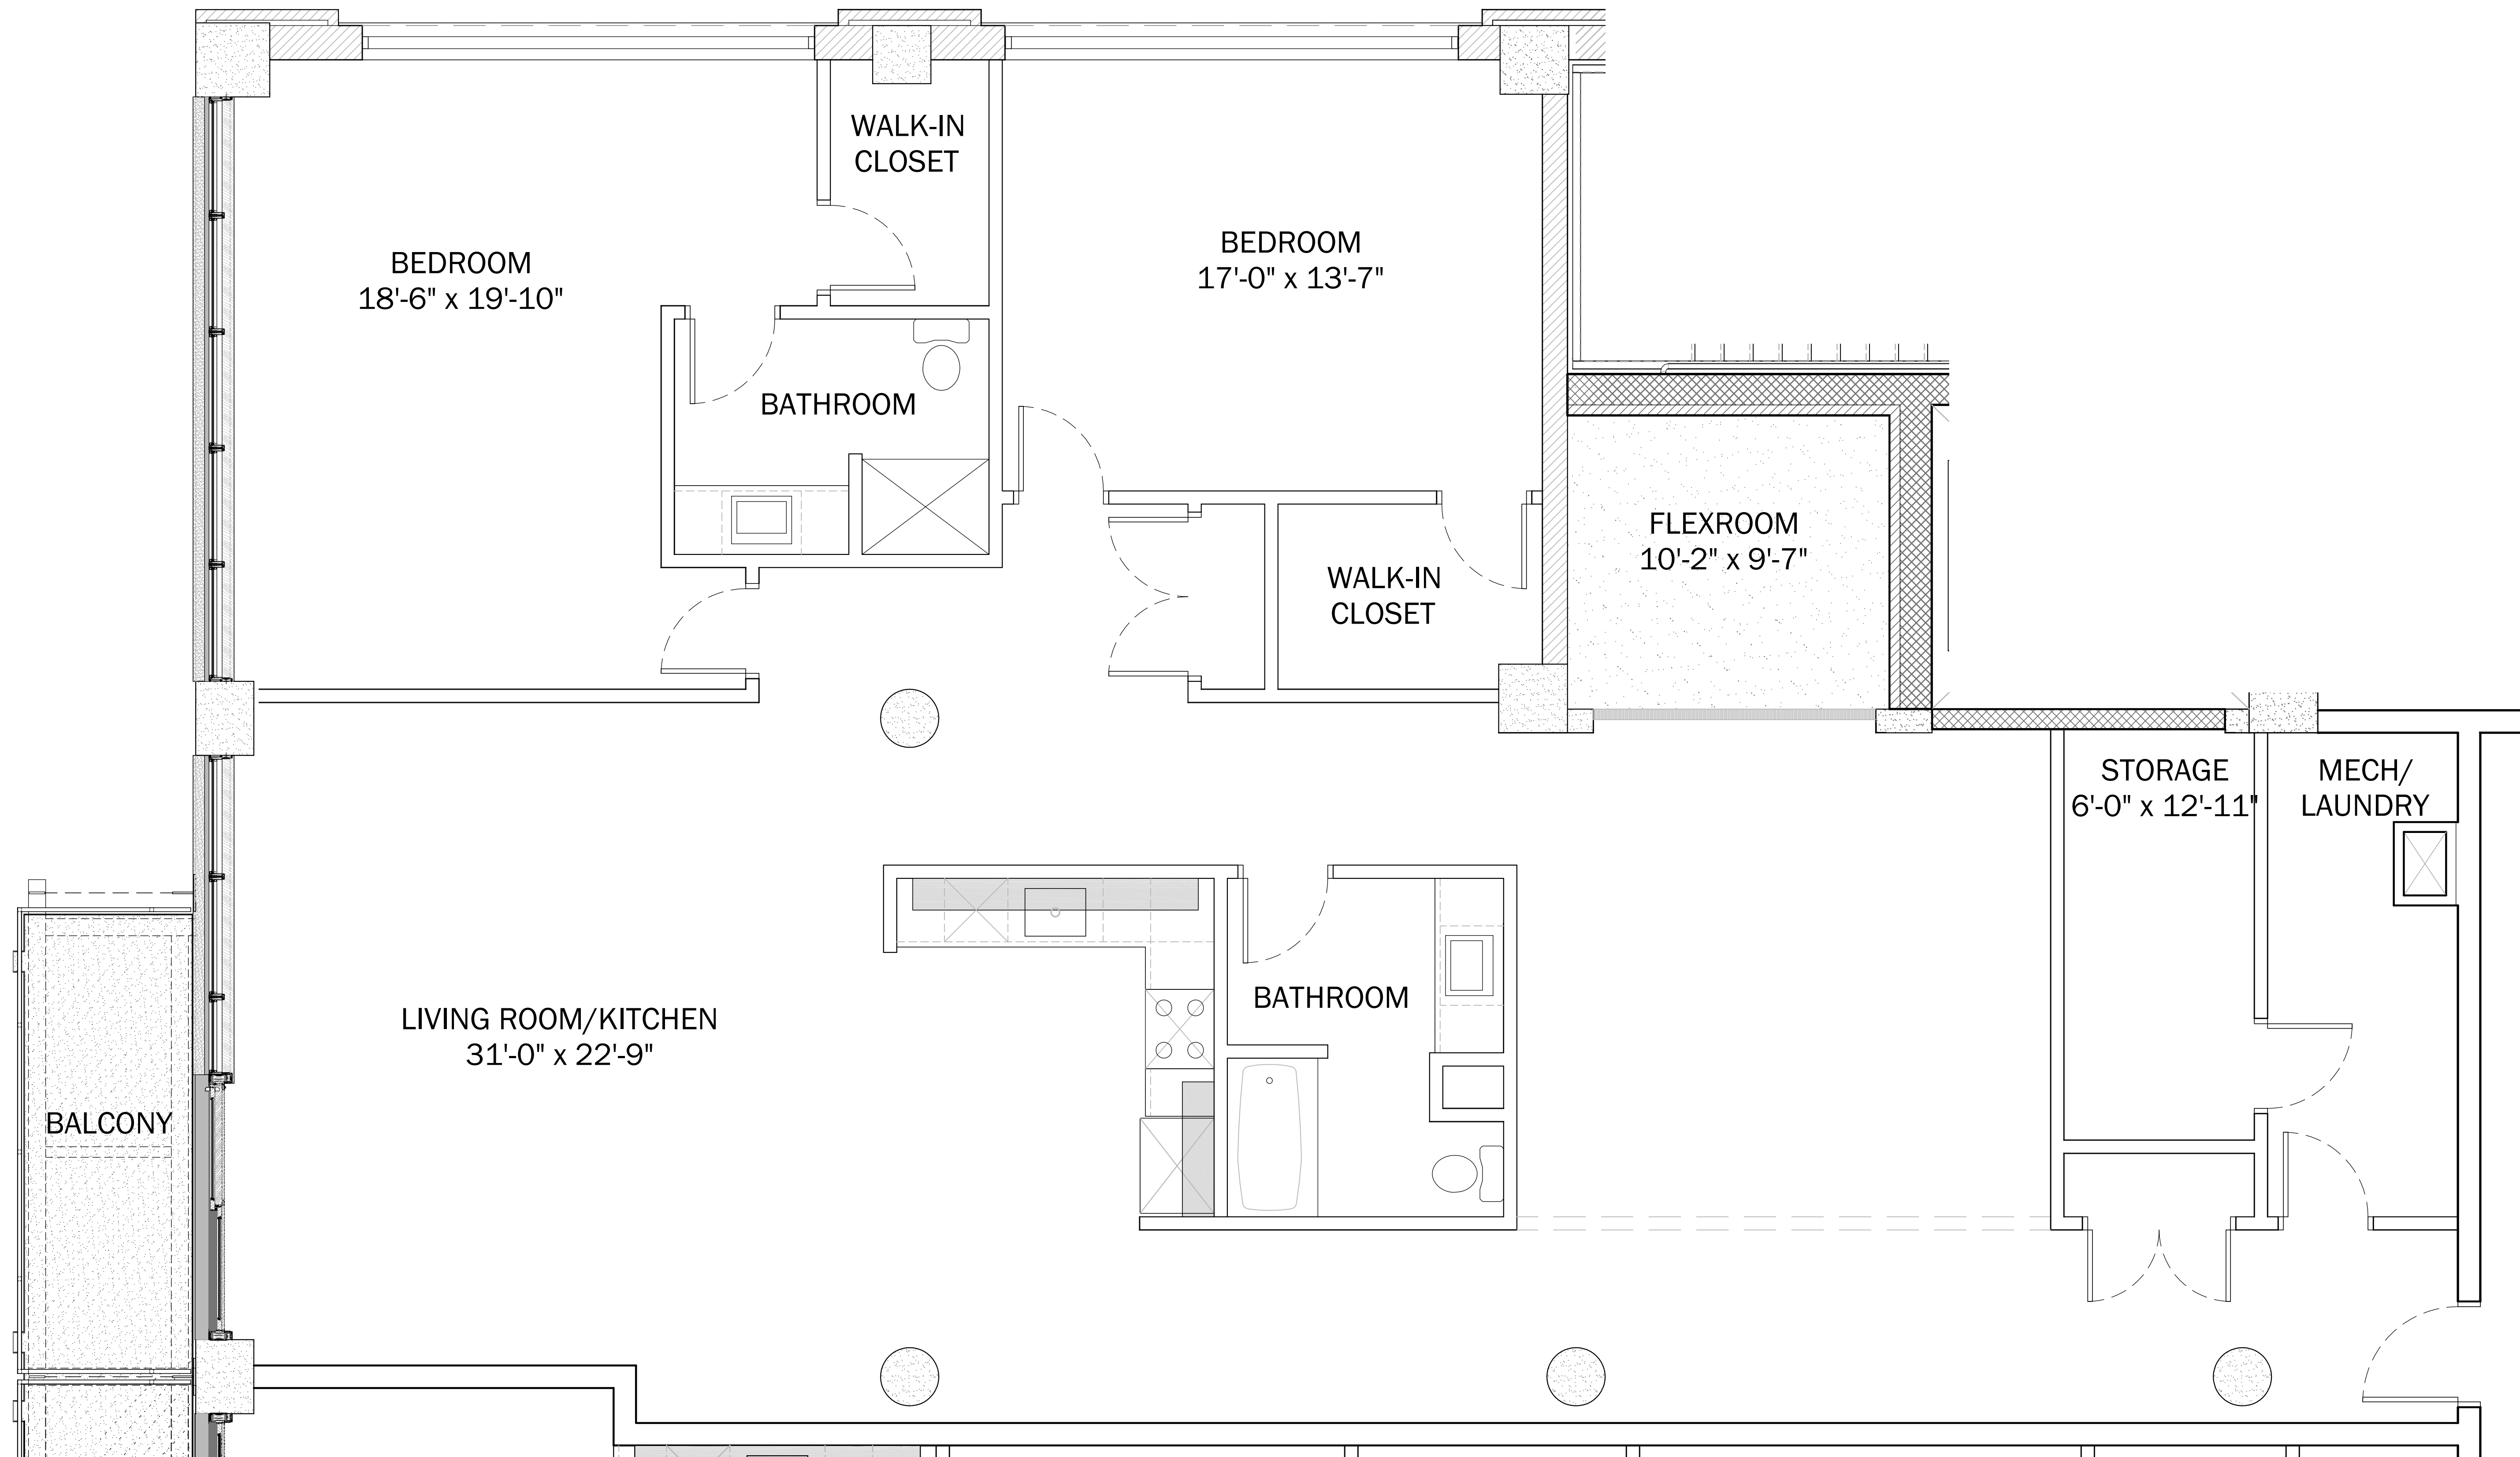 WALK-IN
CLOSET
BEDROOM
18'-6" x 19'-10"
BEDROOM
17'-0" x 13'-7"
BATHROOM
FLEXROOM
10'-2" x 9'-7"
WALK-IN
CLOSET
STORAGE
6'-0" x 12'-11"
MECH/
LAUNDRY
BATHROOM
LIVING ROOM/KITCHEN
31'-0" x 22'-9"
BALCONY